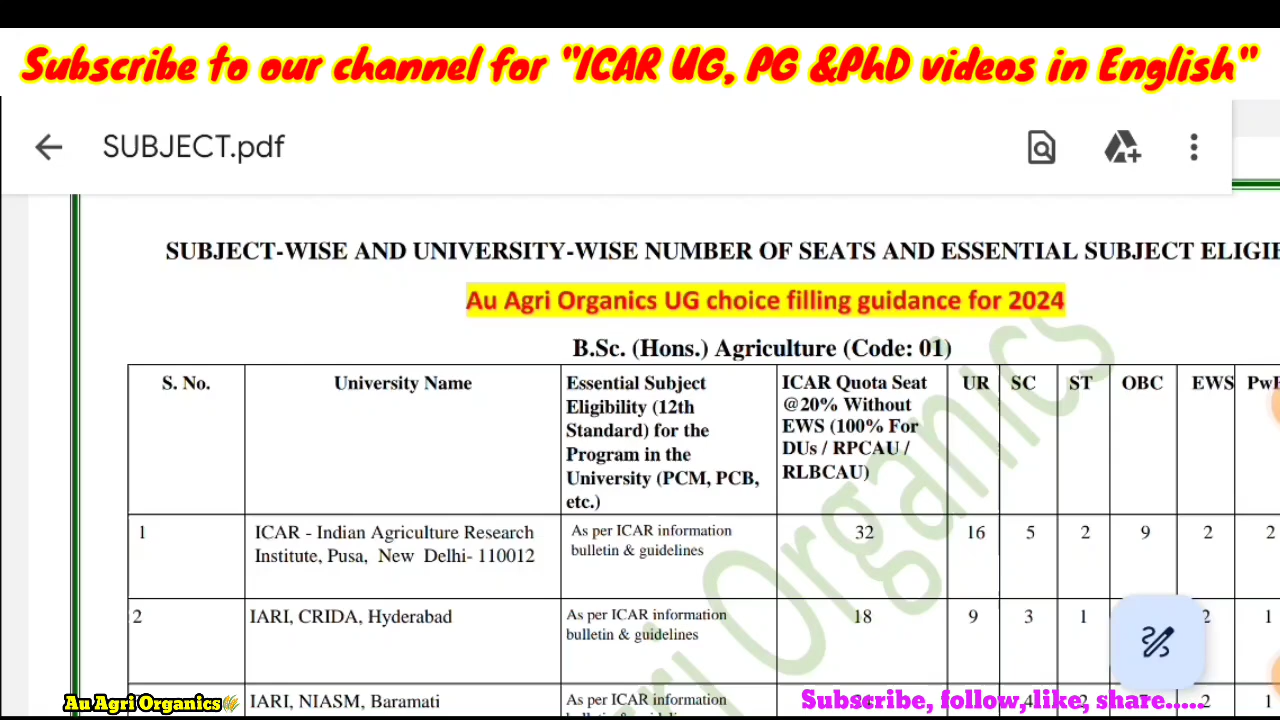 Subscribe to our channel for "ICAR UG, PG &PhD videos in English"
SUBJECT.pdf
SUBJECT-WISE AND UNIVERSITY-WISE NUMBER OF SEATS AND ESSENTIAL SUBJECT
Au Agri Organics UG choice filling guidance for 2024
B.Sc. (Hons.) Agriculture (Code: 01)
S. No. University Name Essential Subject ICAR Quota Seat UR SC ST OBC EWS
Eligibility (12th @20% Without
Standard) for the EWS (100% For
Program in the DUs / RPCAU /
University (PCM, PCB, RLBCAU)
etc.)
1 ICAR - Indian Agriculture Research As per ICAR information 32 16 5 2 9 2 2
Institute, Pusa, New Delhi- 110012 bulletin & guidelines
2 IARI, CRIDA, Hyderabad As per ICAR information 18 9 3 1 2 1
bulletin & guidelines
IARI, NIASM, Baramati As per ICAR information 4 2 2 1
Au Agri Organics
Subscribe, follow,like, share.....